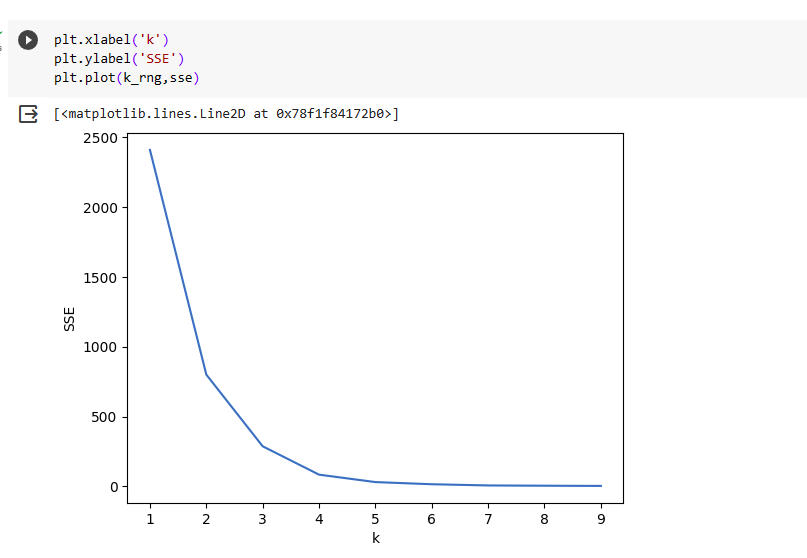 plt.xlabel('k')
plt.ylabel('SSE')
plt.plot(k_rng,sse)
[<matplotlib.lines.Line2D at 0x78f1f84172b0>]
2500
2000
1500
1000
500
0
SSE
1 2 3 4 5 6 7 8 9
k